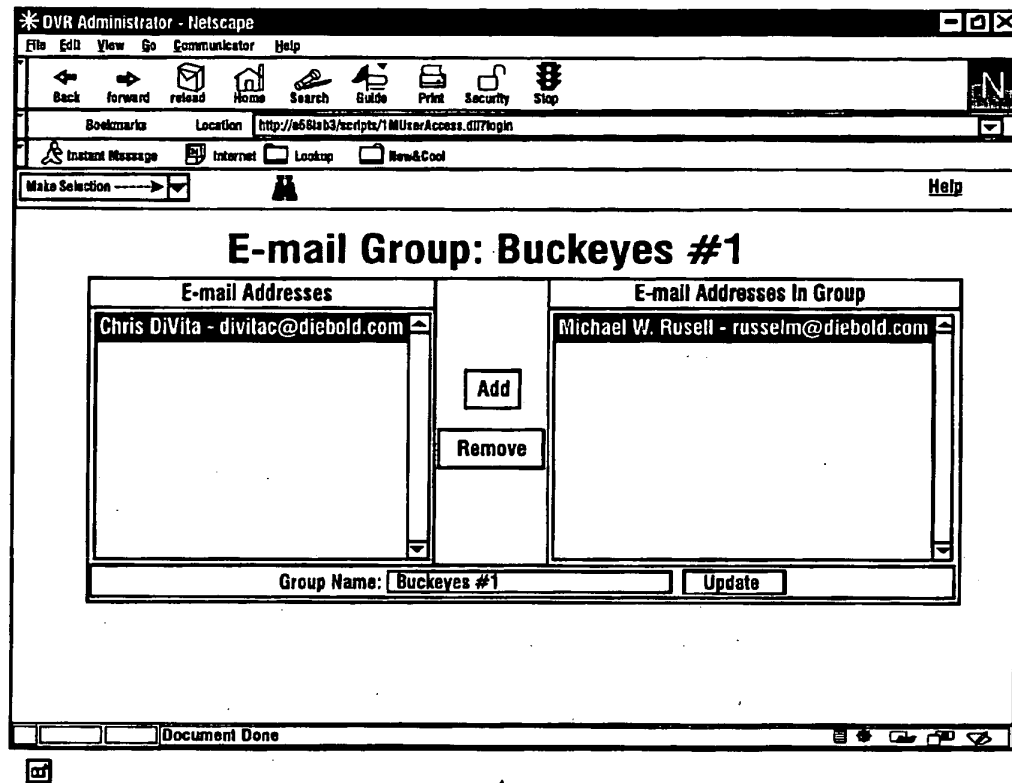 DVR Administrator - Netscape
File Edit View Go Communicator Help
Back forward reload Home Search Guide Print Security Stop
N
Bookmarks Location http://s56lab3/scripts/1MUserAccess.dll?login
Instant Message Internet Lookup New&Cool
Make Selection Help
E-mail Group: Buckeyes #1
E-mail Addresses E-mail Addresses In Group
Chris DiVita - divitac@diebold.com Michael W. Rusell - russelm@diebold.com
Add
Remove
Group Name: Buckeyes #1 Update
Document Done